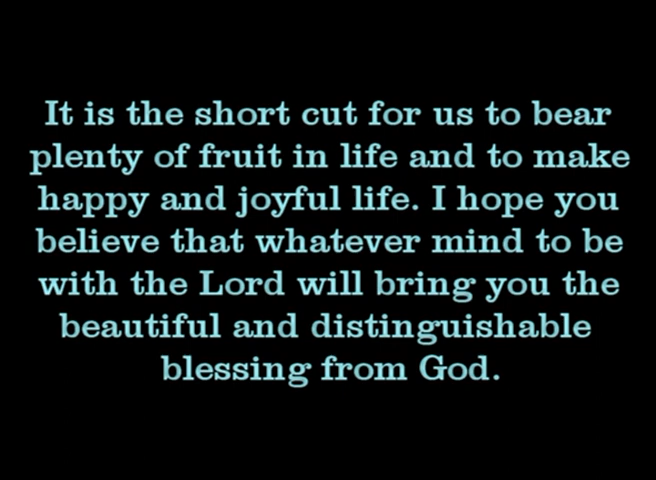 It is the short cut for us to bear
plenty of fruit in life and to make
happy and joyful life. I hope you
believe that whatever mind to be
with the Lord will bring you the
beautiful and distinguishable
blessing from God.